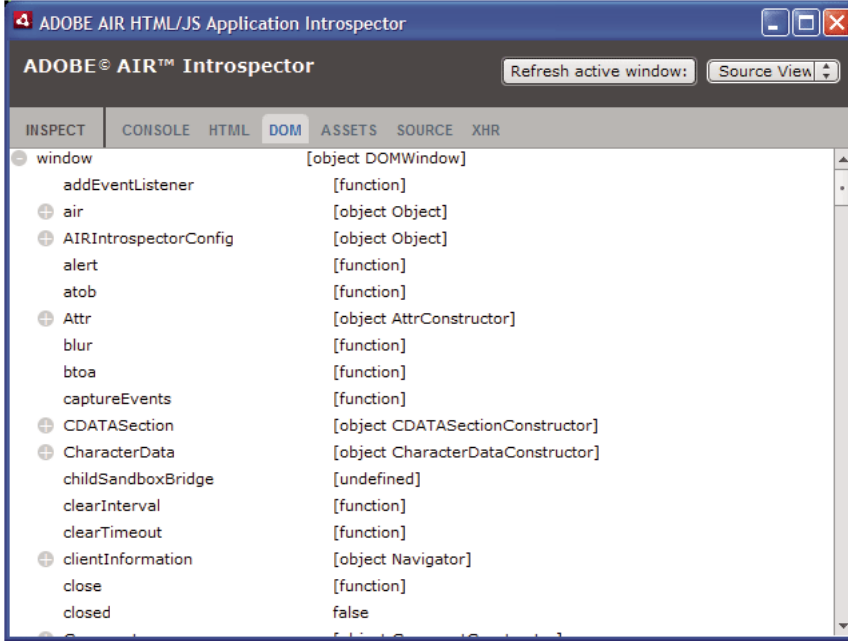 ADOBE AIR HTML/JS Application Introspector
ADOBE© AIR™ Introspector
Refresh active window: Source View
INSPECT CONSOLE HTML DOM ASSETS SOURCE XHR
window [object DOMWindow]
addEventListener [function]
air [object Object]
AIRIntrospectorConfig [object Object]
alert [function]
atob [function]
Attr [object AttrConstructor]
blur [function]
btoa [function]
captureEvents [function]
CDATASection [object CDATASectionConstructor]
CharacterData [object CharacterDataConstructor]
childSandboxBridge [undefined]
clearInterval [function]
clearTimeout [function]
clientInformation [object Navigator]
close [function]
closed false